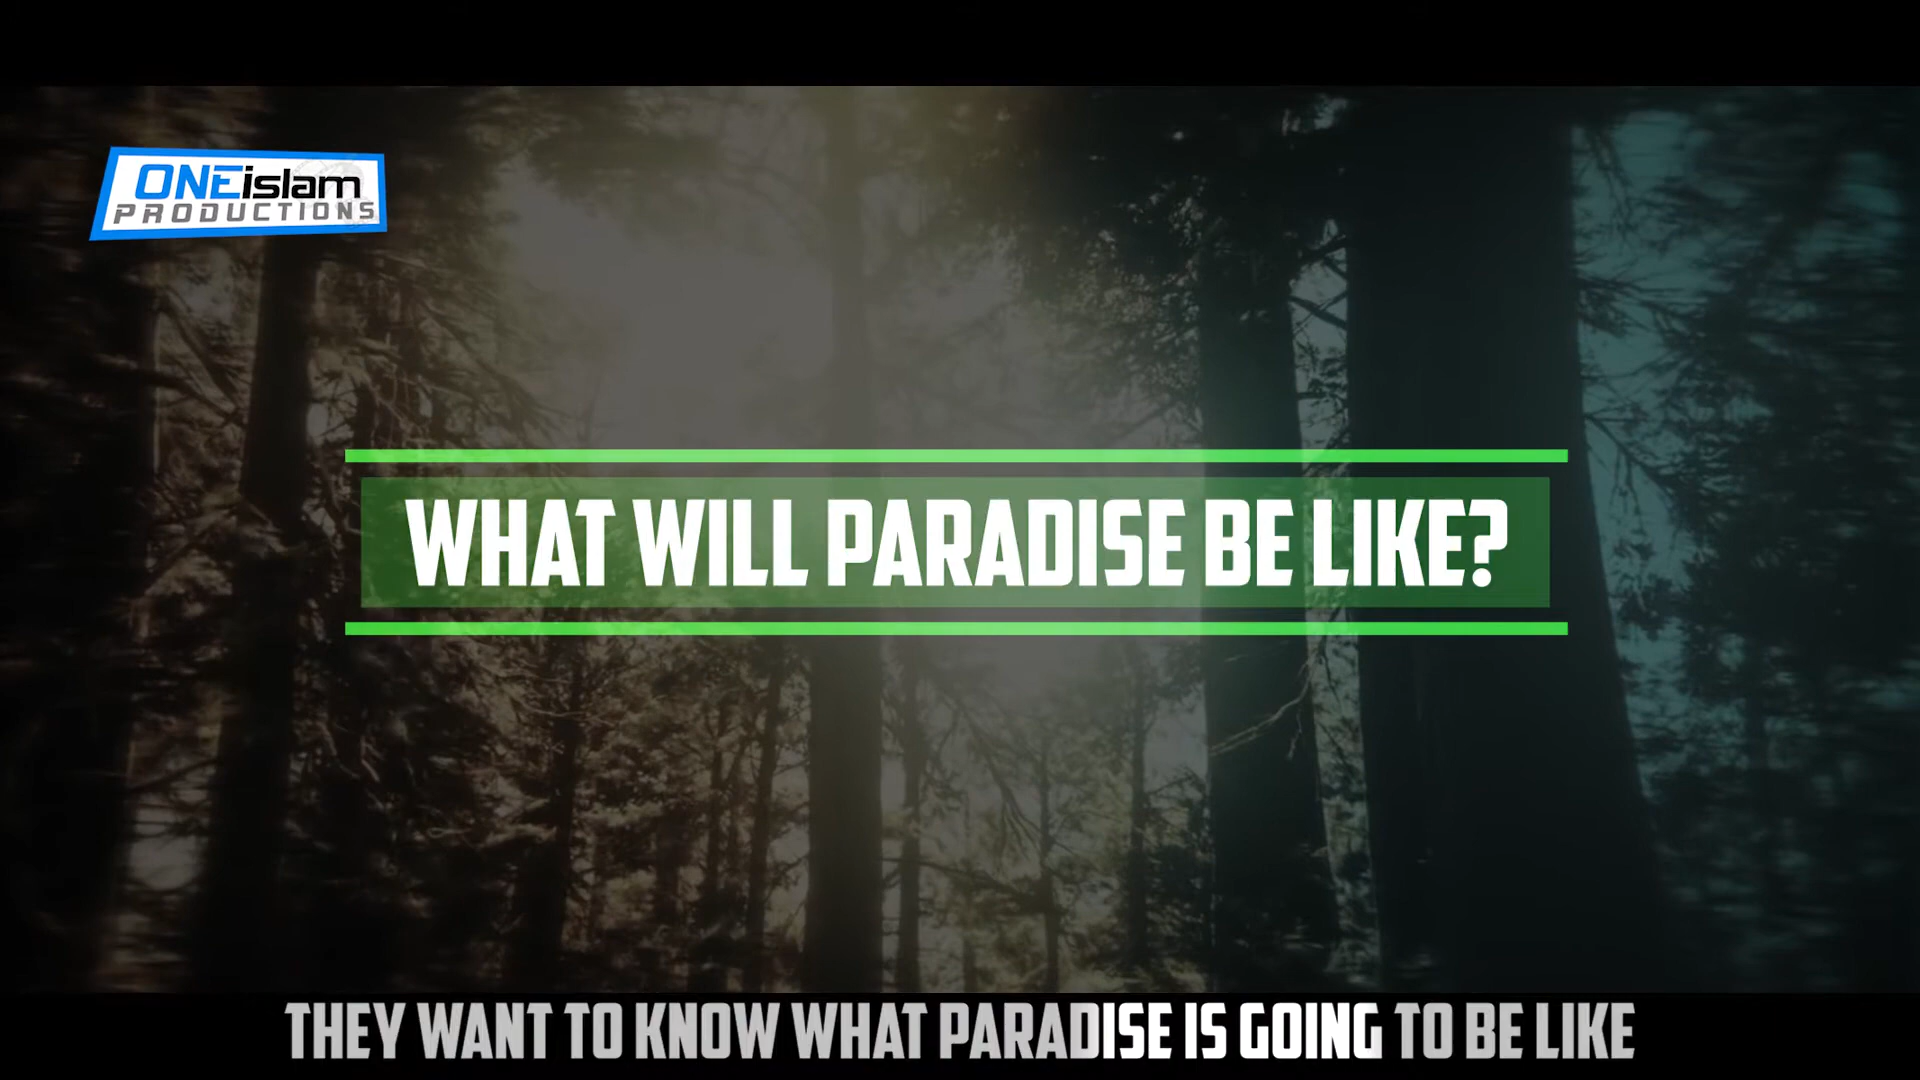 ONEislam
PRODUCTIONS
WHAT WILL PARADISE BE LIKE?
THEY WANT TO KNOW WHAT PARADISE IS GOING TO BE LIKE